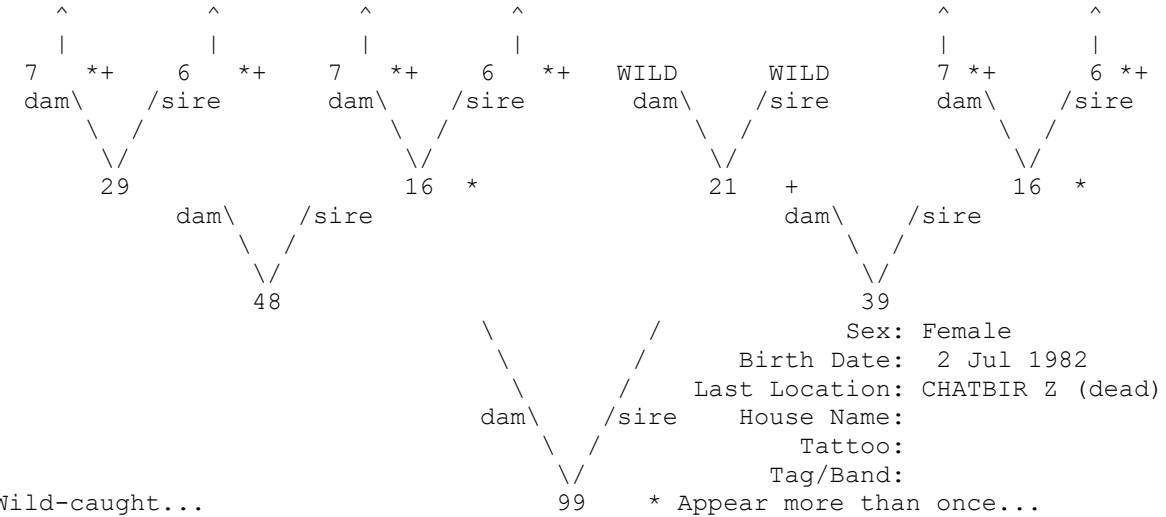 ^ ^ ^ ^ ^ ^
| | | | | |
7 *+ 6 *+ 7 *+ 6 *+ WILD WILD 7 *+ 6 *+
dam\ /sire dam\ /sire dam\ /sire dam\ /sire
\ / \ / \ / \ /
\/ \/ \/ \/
29 16 * 21 + 16 *
dam\ /sire dam\ /sire
\ / \ /
\/ \/
48 39
\ / Sex: Female
\ / Birth Date: 2 Jul 1982
\ / Last Location: CHATBIR Z (dead)
dam\ /sire House Name:
\ / Tattoo:
\/ Tag/Band:
Wild-caught... 99 * Appear more than once...